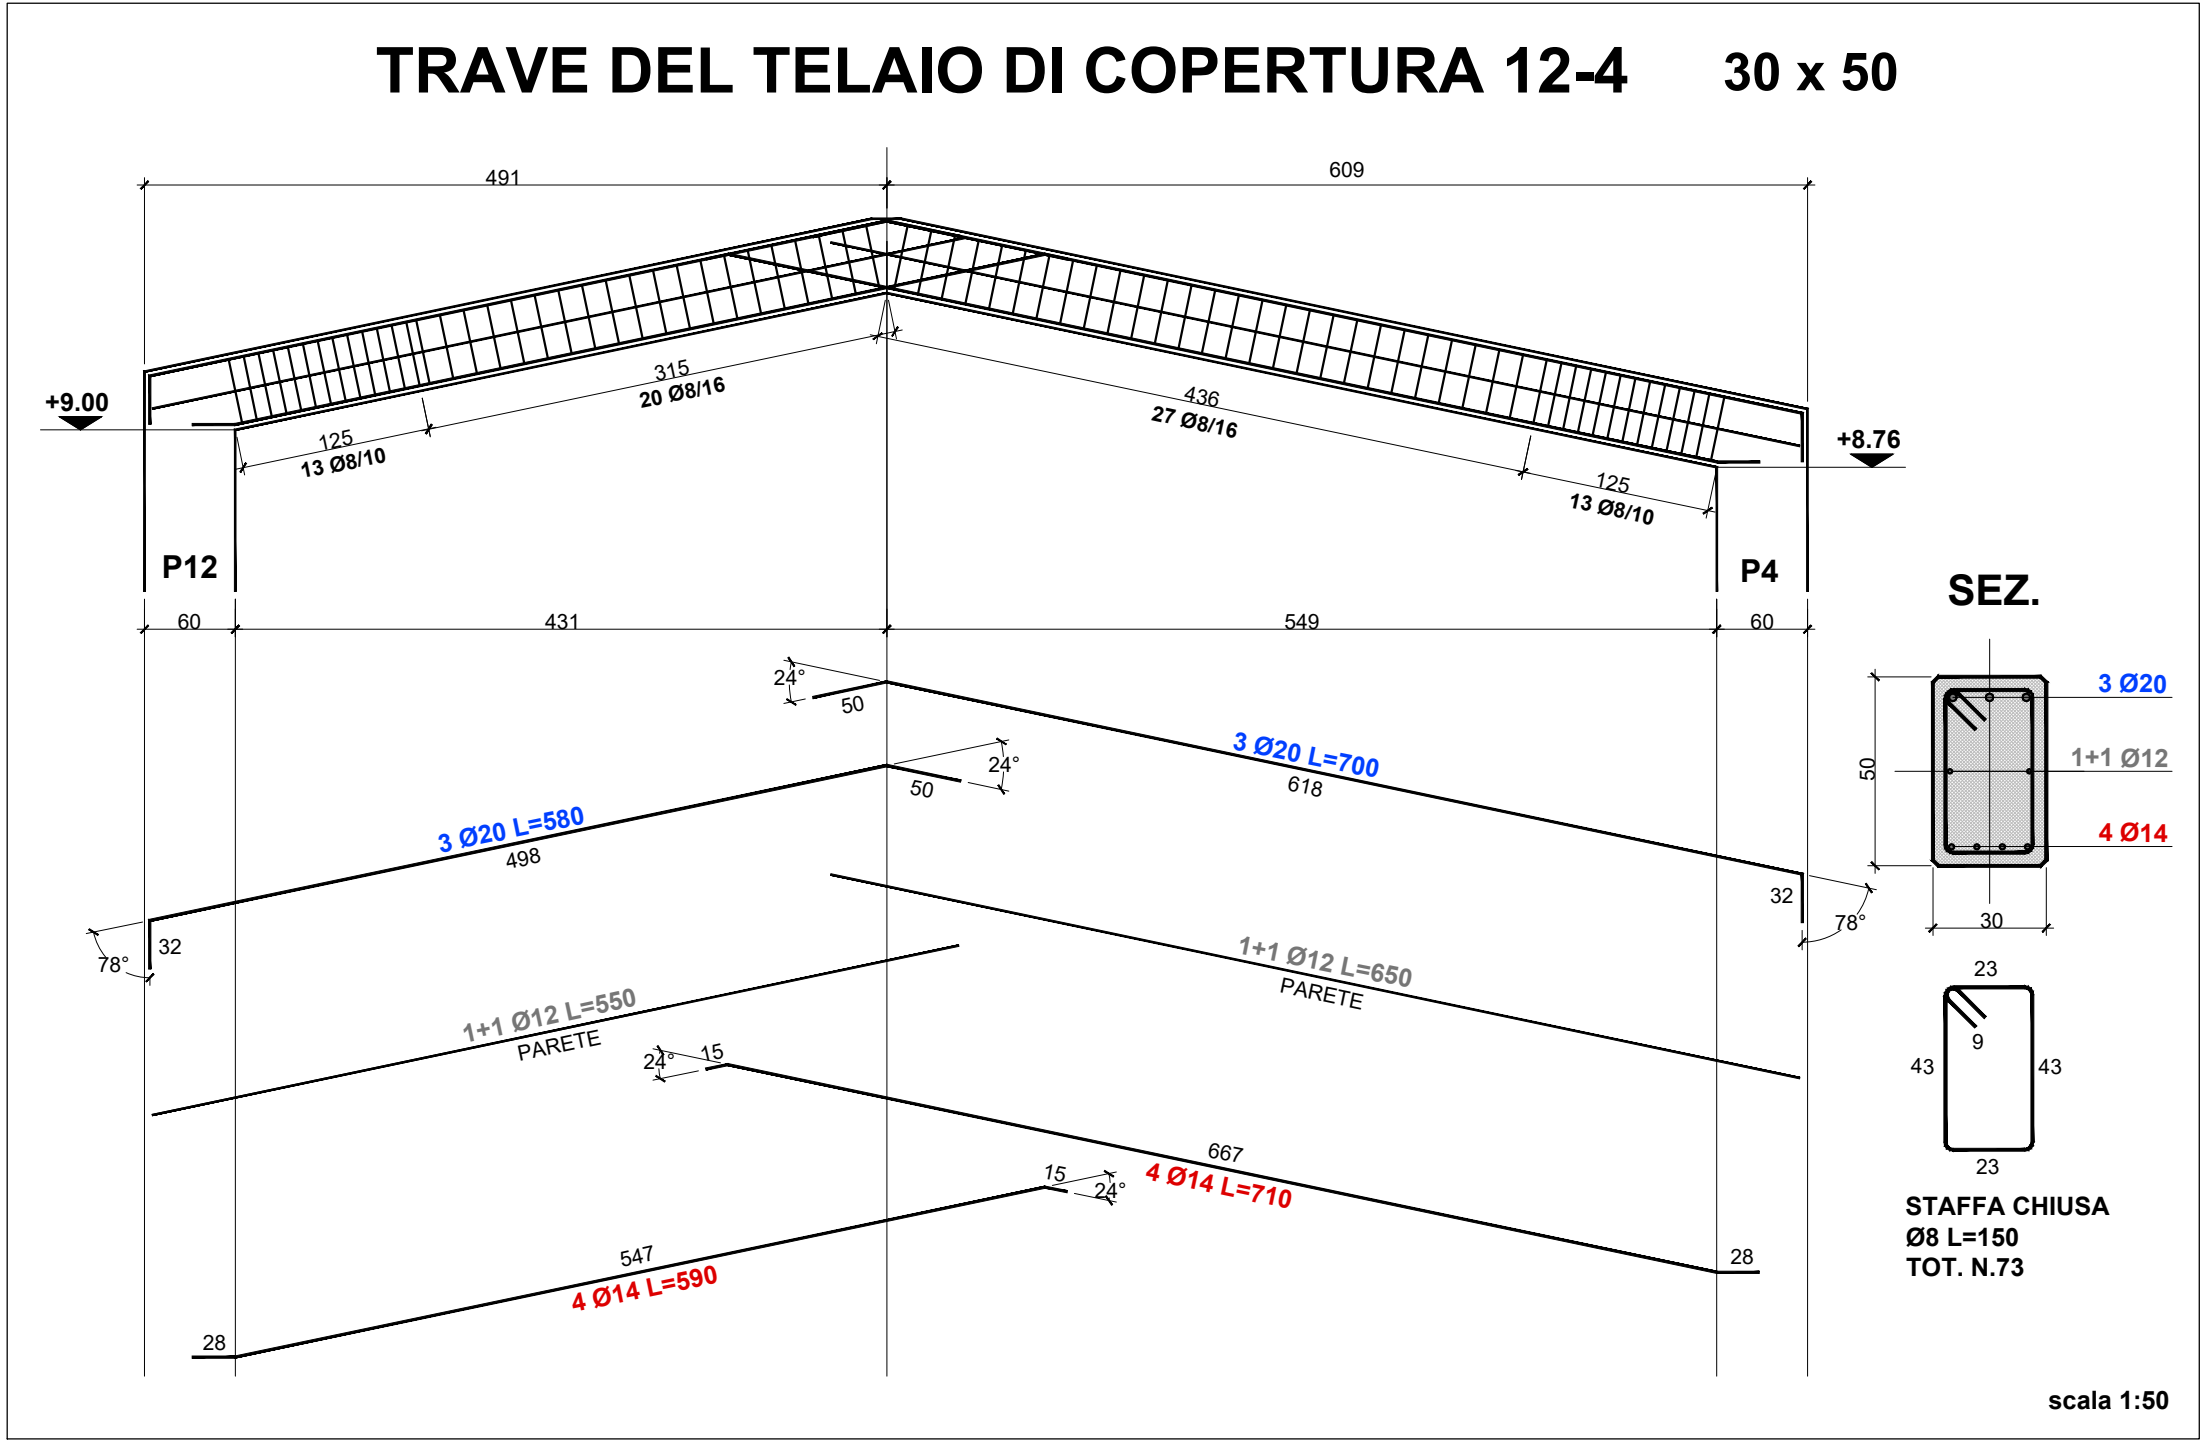 TRAVE DEL TELAIO DI COPERTURA 12-4 30 x 50
491
609
+9.00
315
20 Ø8/16
125
13 Ø8/10
436
27 Ø8/16
125
13 Ø8/10
+8.76
P12
P4
60
431
549
60
SEZ.
24°
50
3 Ø20 L=700
618
32
78°
24°
50
3 Ø20 L=580
498
32
78°
1+1 Ø12 L=650
PARETE
1+1 Ø12 L=550
PARETE
24°
15
667
4 Ø14 L=710
28
15
24°
547
4 Ø14 L=590
28
3 Ø20
1+1 Ø12
4 Ø14
50
30
23
9
43
43
23
STAFFA CHIUSA
Ø8 L=150
TOT. N.73
scala 1:50